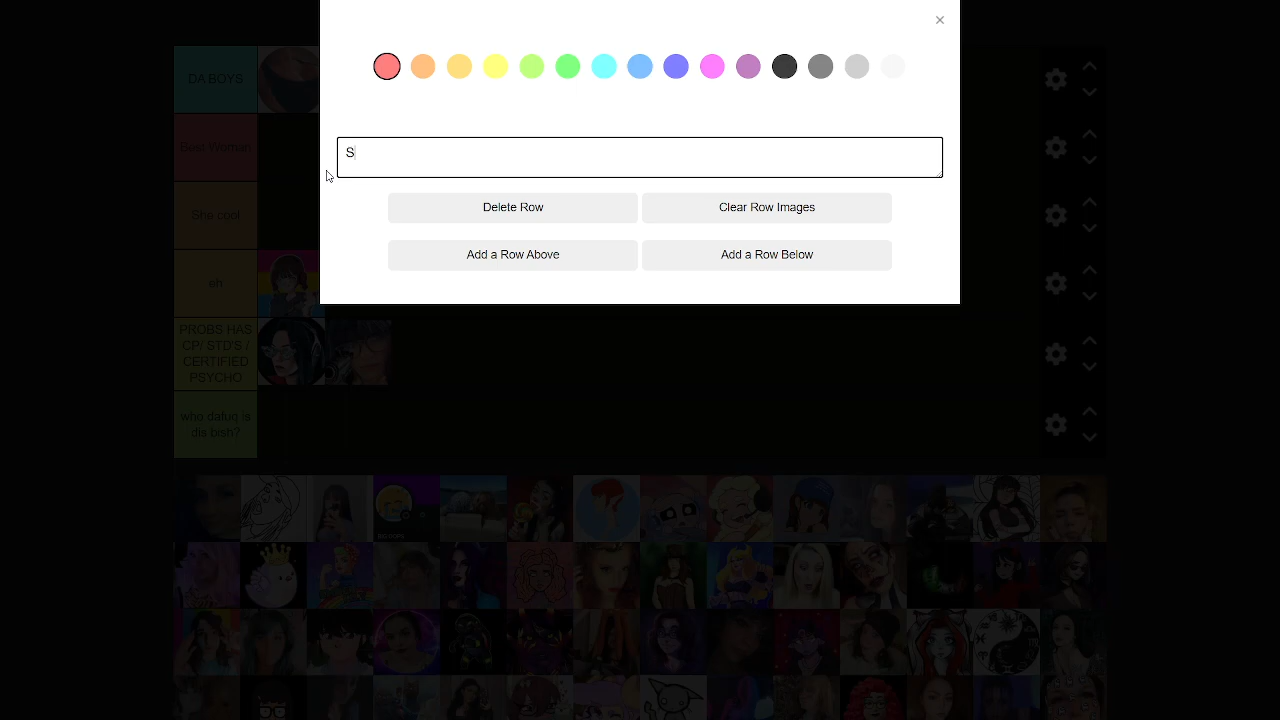 ×
S
Delete Row
Clear Row Images
Add a Row Above
Add a Row Below
DA BOYS
Best Woman
She cool
eh
PROBS HAS
CP/ STD'S /
CERTIFIED
PSYCHO
who dafuq is
dis bish?